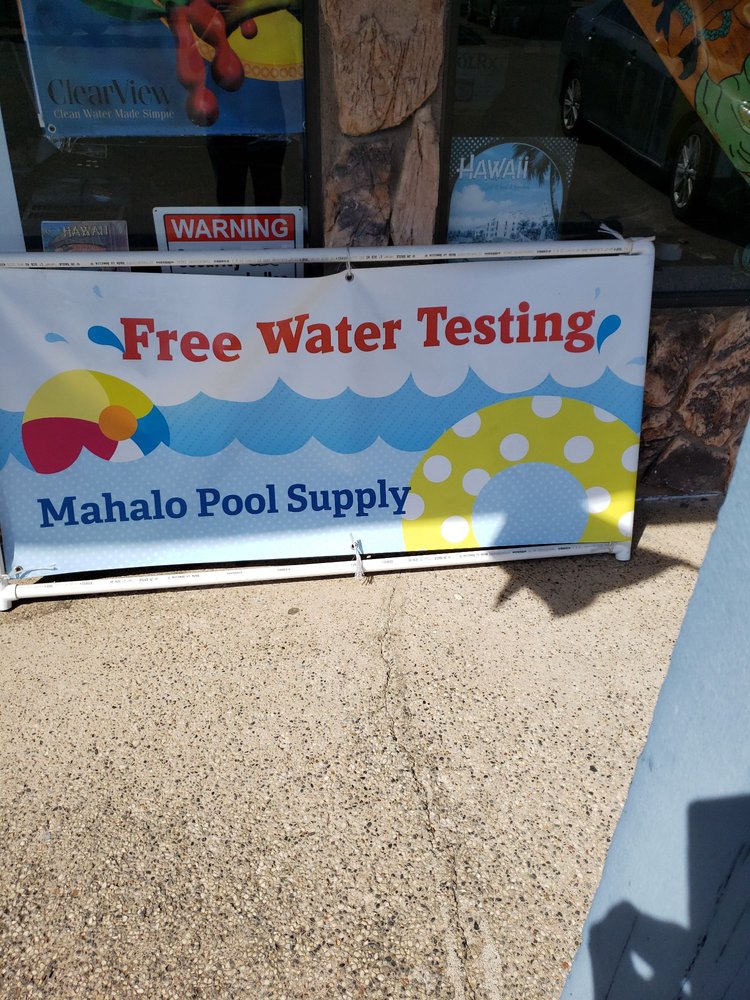 ClearView
Clean Water Made Simple
HAWAII
HAWAII
WARNING
Free Water Testing
Mahalo Pool Supply